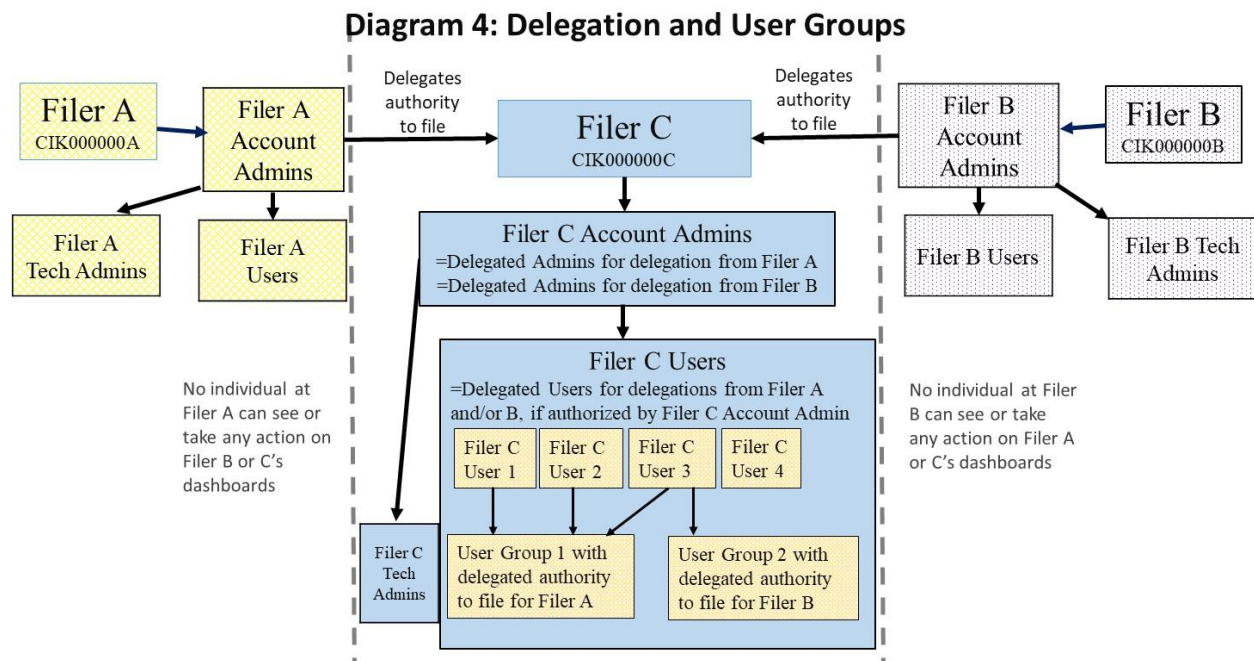 Diagram 4: Delegation and User Groups
Filer A
CIK000000A
Filer A
Account
Admins
Filer A
Tech Admins
Filer A
Users
Delegates
authority
to file
Filer C
CIK000000C
Delegates
authority
to file
Filer B
Account
Admins
Filer B
CIK000000B
Filer B Users
Filer B Tech
Admins
Filer C Account Admins
=Delegated Admins for delegation from Filer A
=Delegated Admins for delegation from Filer B
No individual at
Filer A can see or
take any action on
Filer B or C’s
dashboards
Filer C Users
=Delegated Users for delegations from Filer A
and/or B, if authorized by Filer C Account Admin
Filer C
User 1
Filer C
User 2
Filer C
User 3
Filer C
User 4
Filer C
Tech
Admins
User Group 1 with
delegated authority
to file for Filer A
User Group 2 with
delegated authority
to file for Filer B
No individual at Filer
B can see or take
any action on Filer A
or C’s dashboards